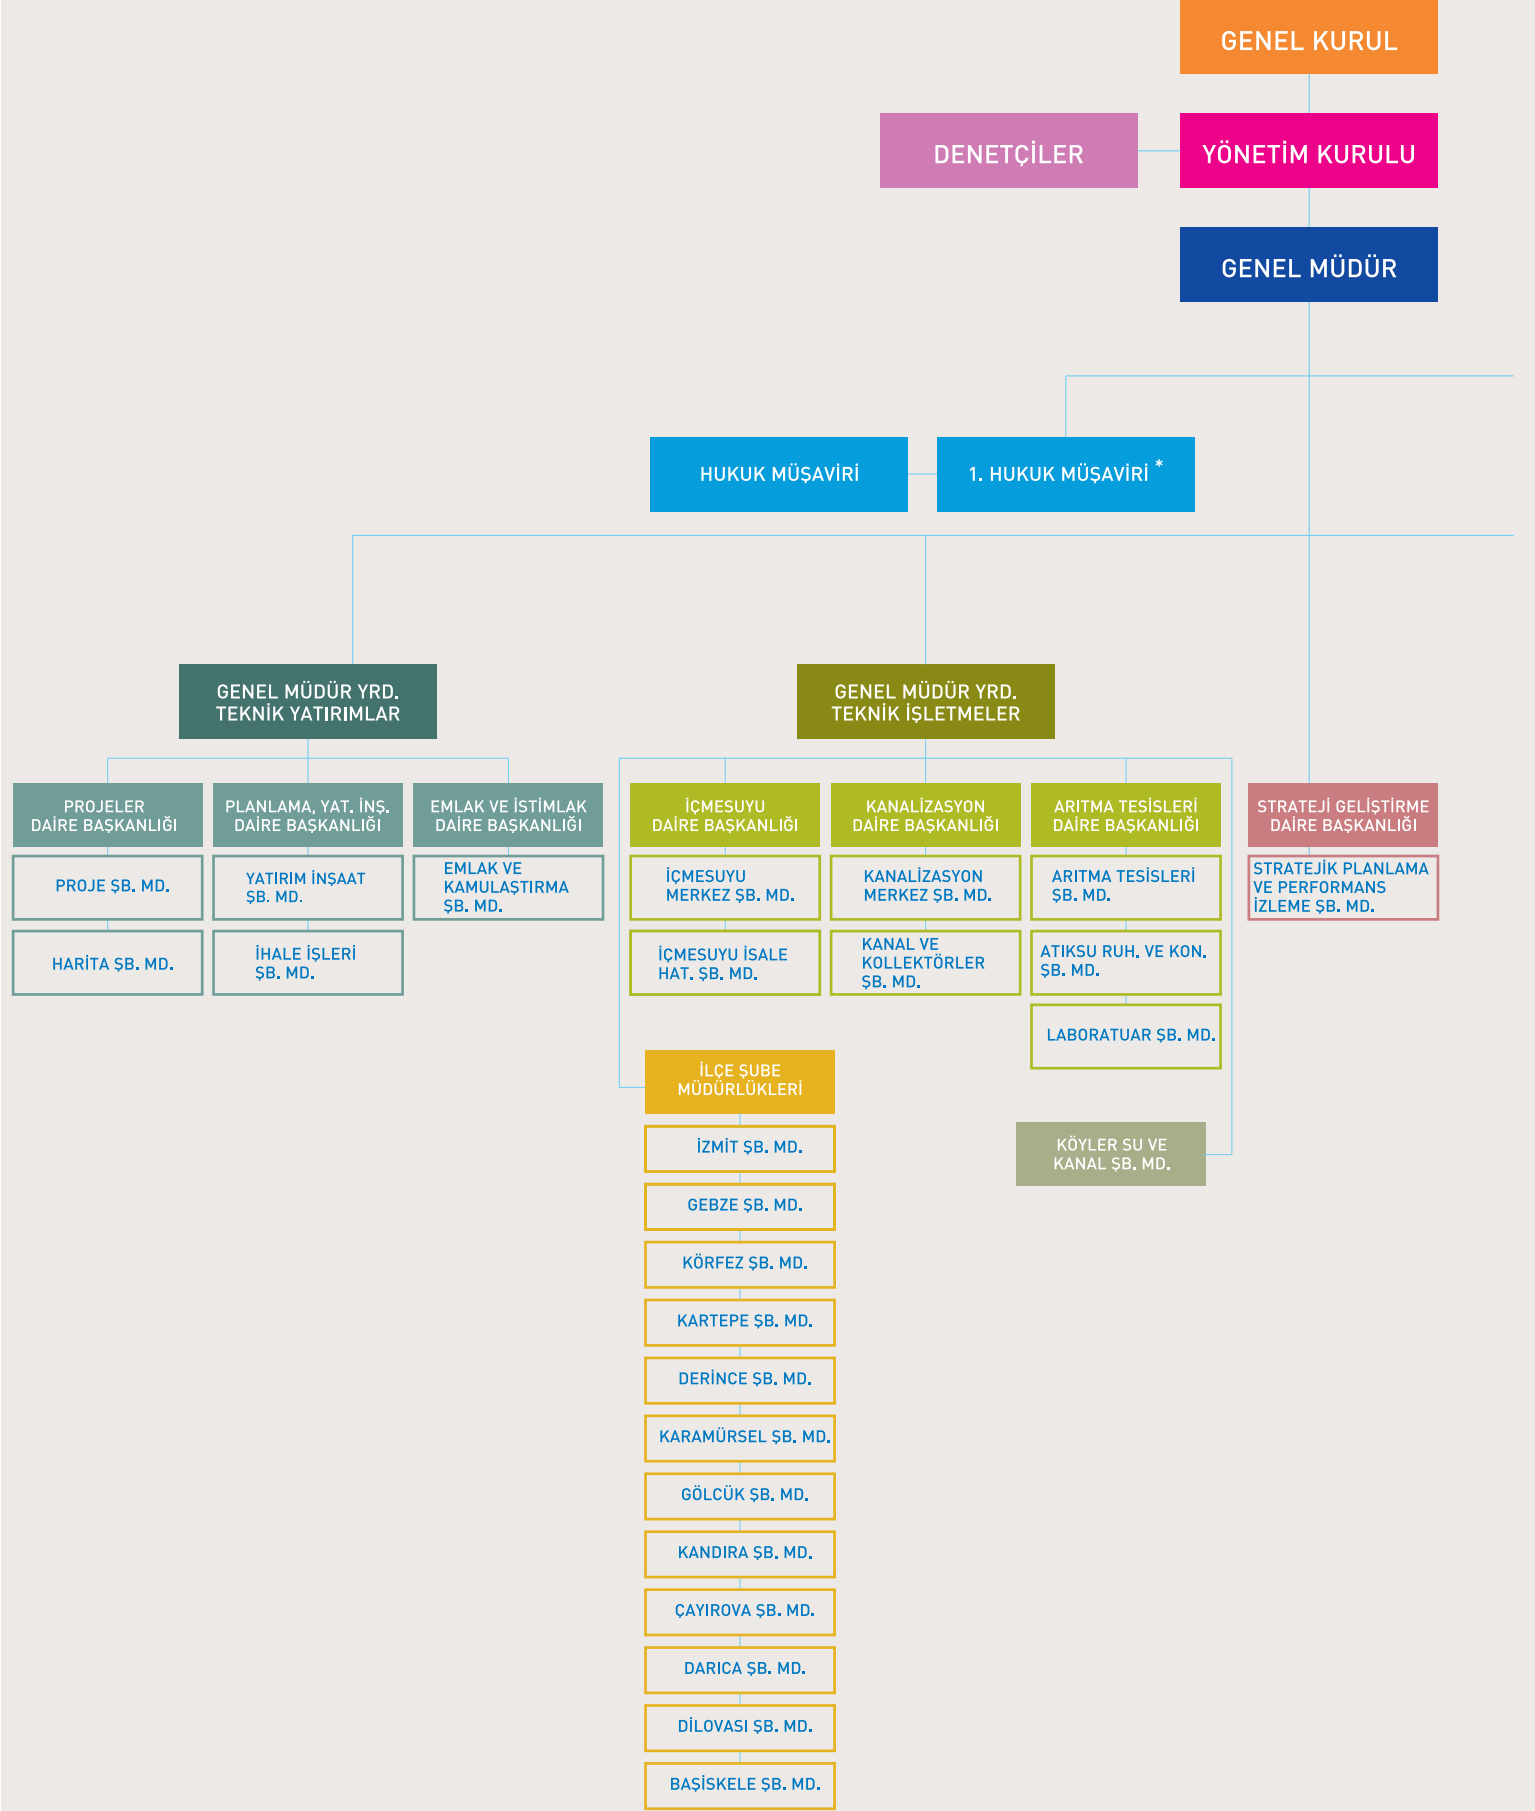 GENEL KURUL
DENETÇİLER
YÖNETİM KURULU
GENEL MÜDÜR
HUKUK MÜŞAVİRİ
1. HUKUK MÜŞAVİRİ *
GENEL MÜDÜR YRD.
TEKNİK YATIRIMLAR
GENEL MÜDÜR YRD.
TEKNİK İŞLETMELER
PROJELER
DAİRE BAŞKANLIĞI
PROJE ŞB. MD.
HARİTA ŞB. MD.
PLANLAMA, YAT. İNŞ.
DAİRE BAŞKANLIĞI
YATIRIM İNŞAAT
ŞB. MD.
İHALE İŞLERİ
ŞB. MD.
EMLAK VE İSTİMLAK
DAİRE BAŞKANLIĞI
EMLAK VE
KAMULAŞTIRMA
ŞB. MD.
İÇMESUYU
DAİRE BAŞKANLIĞI
İÇMESUYU
MERKEZ ŞB. MD.
İÇMESUYU İSALE
HAT. ŞB. MD.
KANALİZASYON
DAİRE BAŞKANLIĞI
KANALİZASYON
MERKEZ ŞB. MD.
KANAL VE
KOLLEKTÖRLER
ŞB. MD.
ARITMA TESİSLERİ
DAİRE BAŞKANLIĞI
ARITMA TESİSLERİ
ŞB. MD.
ATIKSU RUH. VE KON.
ŞB. MD.
LABORATUAR ŞB. MD.
STRATEJİ GELİŞTİRME
DAİRE BAŞKANLIĞI
STRATEJİK PLANLAMA
VE PERFORMANS
İZLEME ŞB. MD.
İLÇE ŞUBE
MÜDÜRLÜKLERİ
İZMİT ŞB. MD.
GEBZE ŞB. MD.
KÖRFEZ ŞB. MD.
KARTEPE ŞB. MD.
DERİNCE ŞB. MD.
KARAMÜRSEL ŞB. MD.
GÖLCÜK ŞB. MD.
KANDIRA ŞB. MD.
ÇAYIROVA ŞB. MD.
DARICA ŞB. MD.
DİLOVASI ŞB. MD.
BAŞİSKELE ŞB. MD.
KÖYLER SU VE
KANAL ŞB. MD.